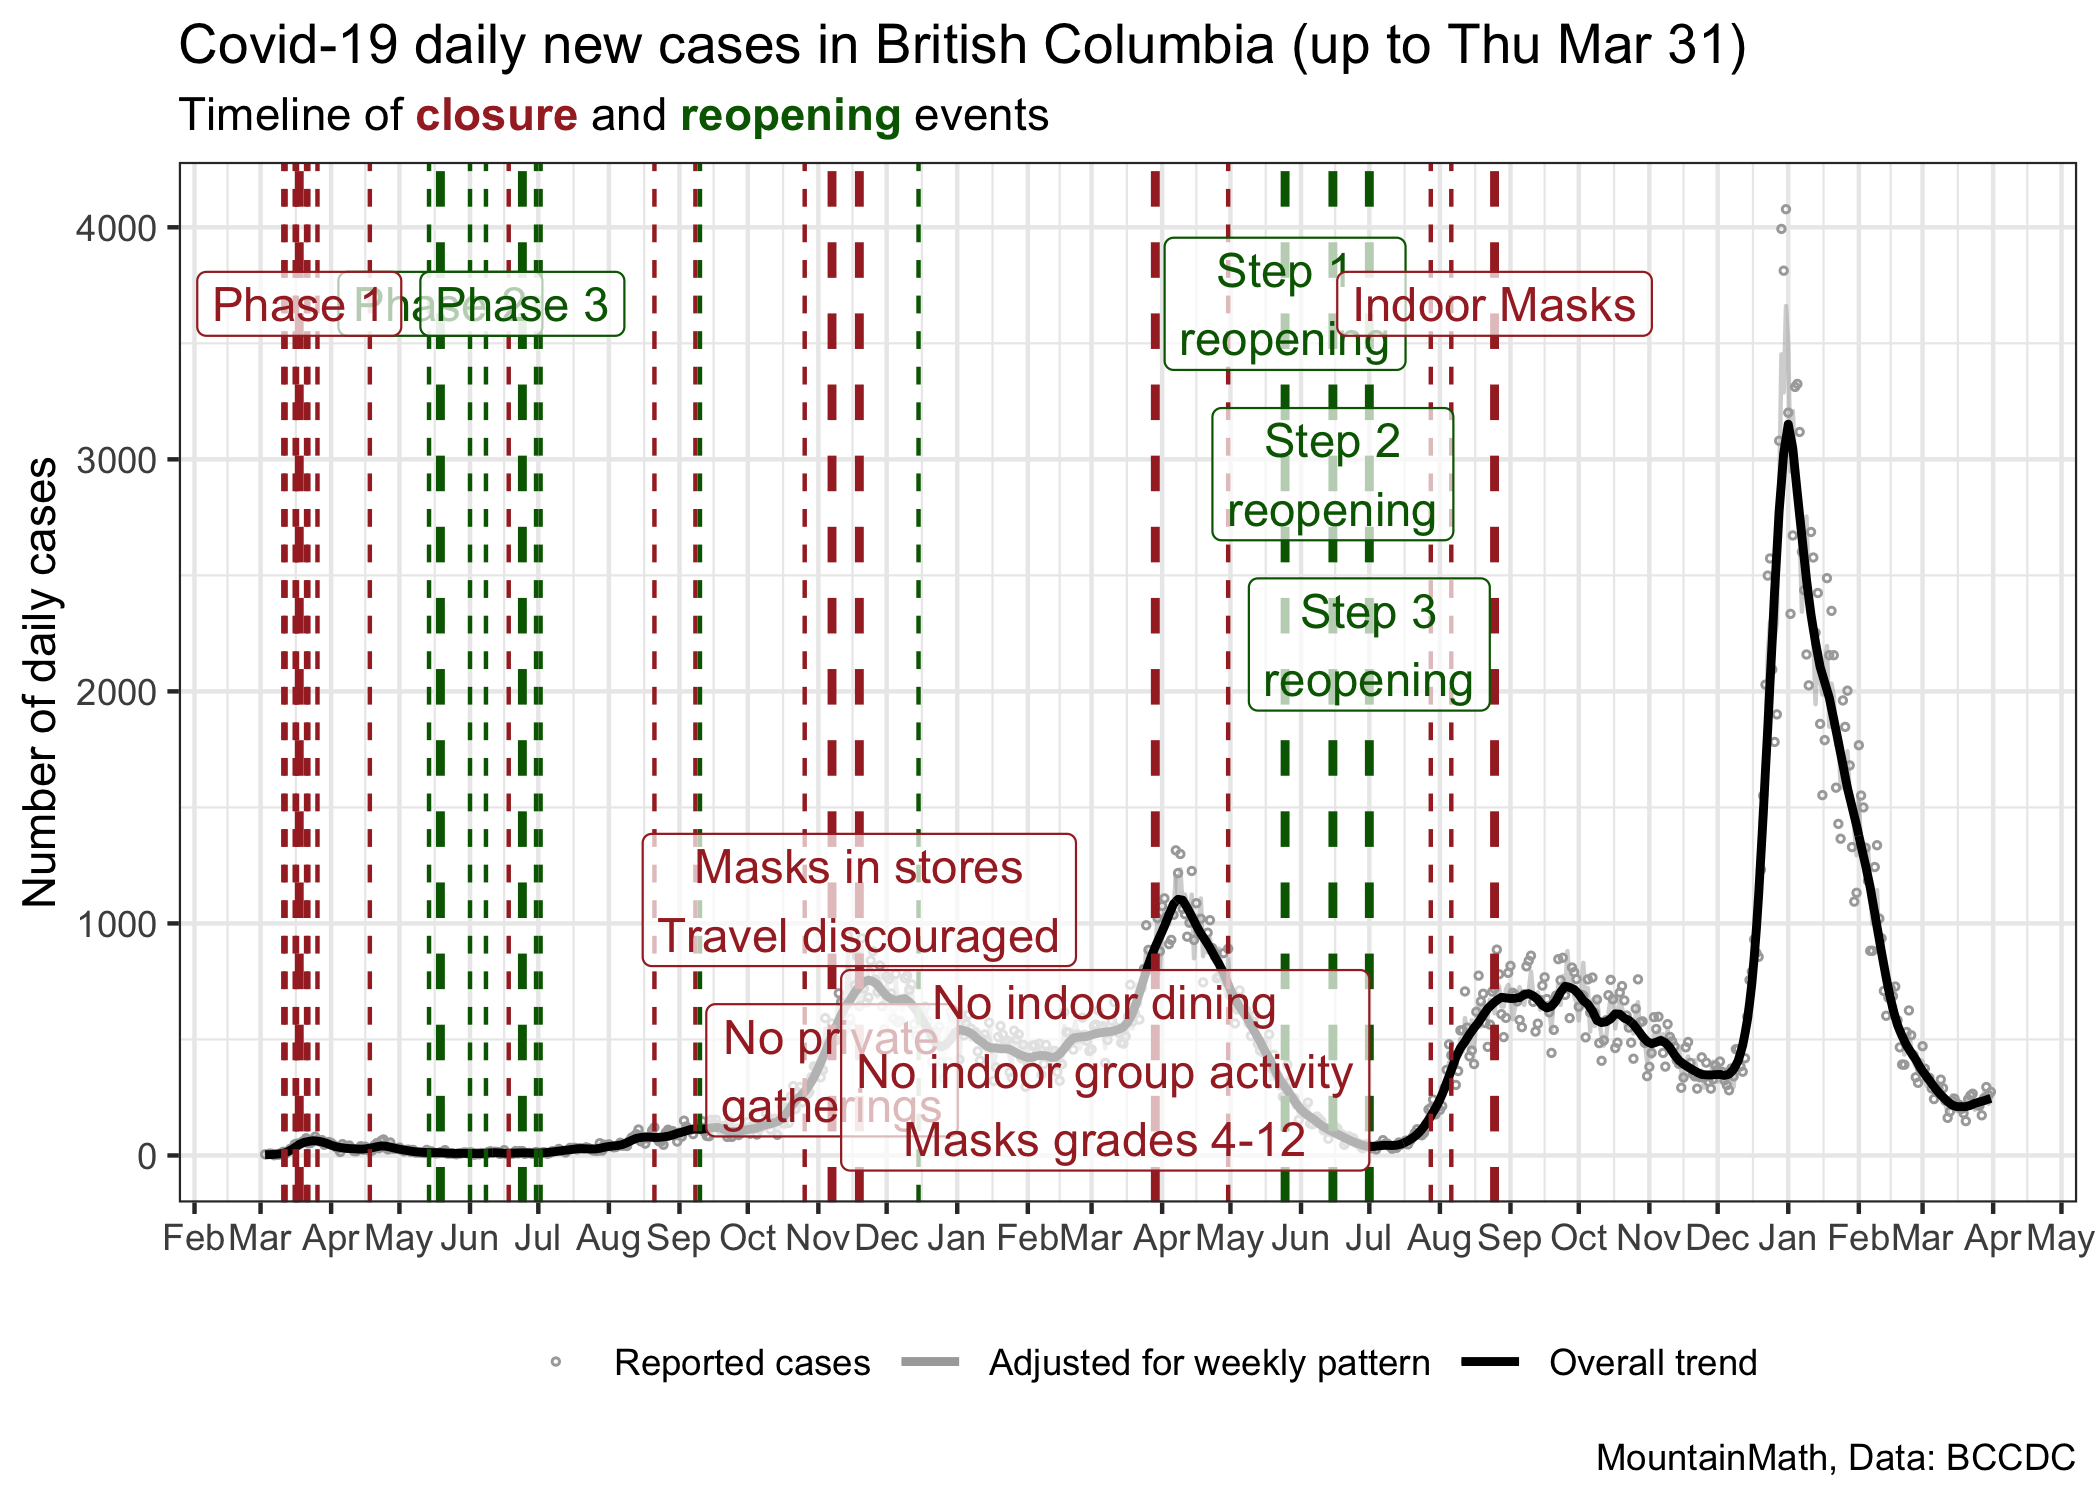 Covid-19 daily new cases in British Columbia (up to Thu Mar 31)
Timeline of closure and reopening events
Number of daily cases
4000
3000
2000
1000
0
Phase 1
Phase 2
Phase 3
Step 1
reopening
Indoor Masks
Step 2
reopening
Step 3
reopening
Masks in stores
Travel discouraged
No private
gatherings
No indoor dining
No indoor group activity
Masks grades 4-12
Feb Mar Apr May Jun Jul Aug Sep Oct Nov Dec Jan Feb Mar Apr May Jun Jul Aug Sep Oct Nov Dec Jan Feb Mar Apr May
Reported cases Adjusted for weekly pattern Overall trend
MountainMath, Data: BCCDC